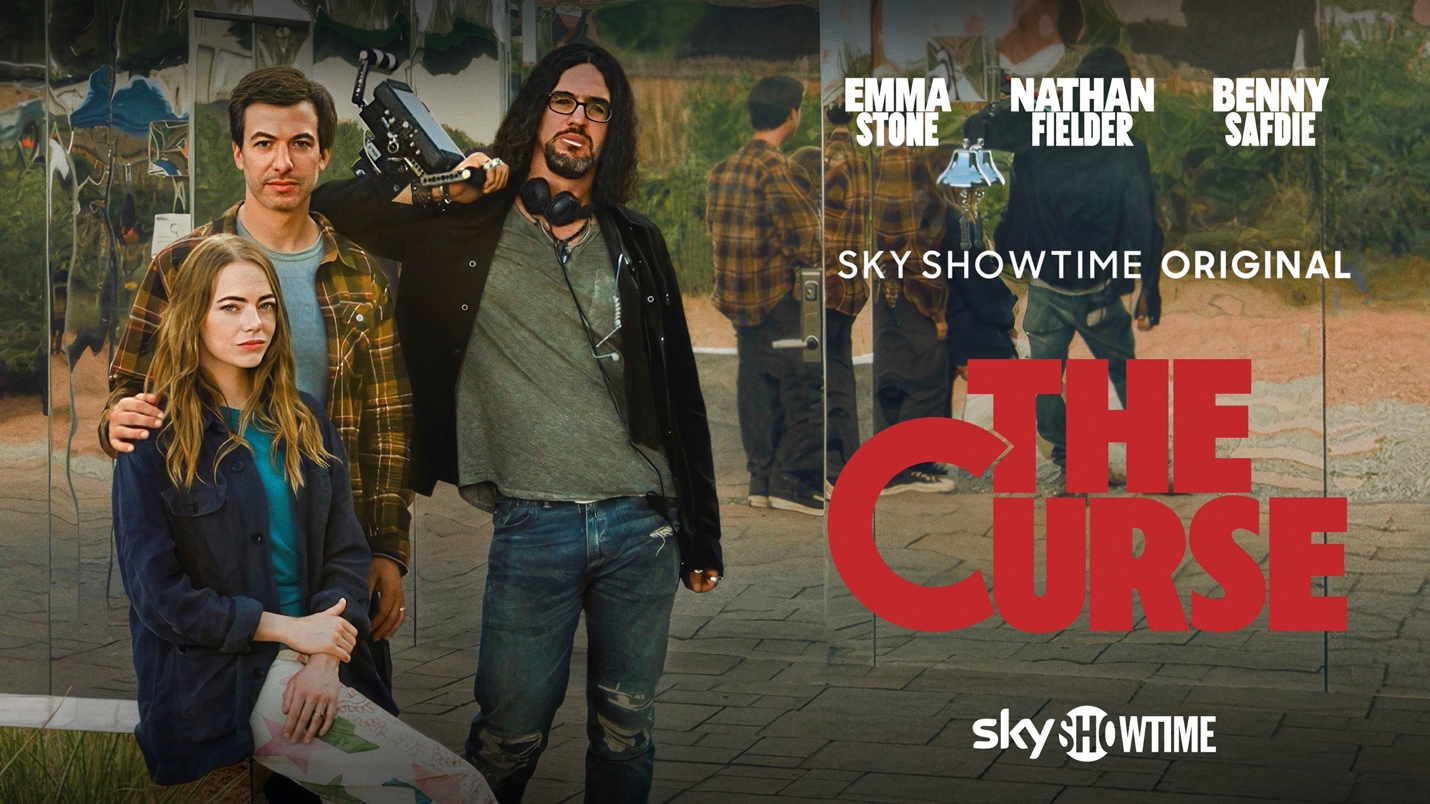 EMMA STONE
NATHAN FIELDER
BENNY SAFDIE
SKYSHOWTIME ORIGINAL
THE
CURSE
sky SHOWTIME